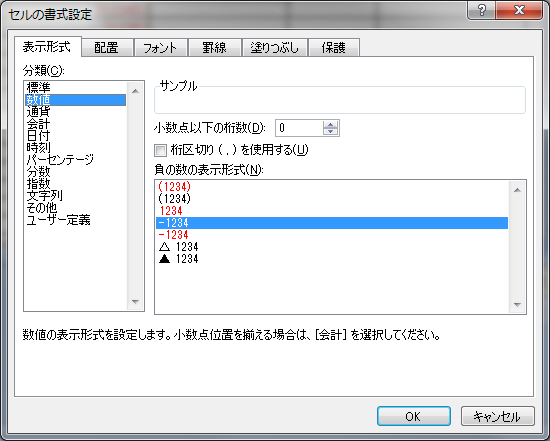 セルの書式設定
表示形式 配置 フォント 罫線 塗りつぶし 保護
分類(C):
標準
数値
通貨
会計
日付
時刻
パーセンテージ
分数
指数
文字列
その他
ユーザー定義
サンプル
小数点以下の桁数(D): 0
桁区切り ( , ) を使用する(U)
負の数の表示形式(N):
(1234)
(1234)
1234
-1234
-1234
△ 1234
▲ 1234
数値の表示形式を設定します。小数点位置を揃える場合は、[会計] を選択してください。
OK キャンセル